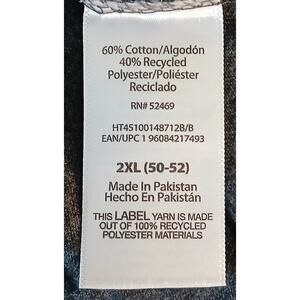 60% Cotton/Algodón
40% Recycled
Polyester/Poliéster
Reciclado
RN# 52469
HT45100148712B/B
EAN/UPC 1 96084217493
2XL (50-52)
Made In Pakistan
Hecho En Pakistán
THIS LABEL YARN IS MADE
OUT OF 100% RECYCLED
POLYESTER MATERIALS